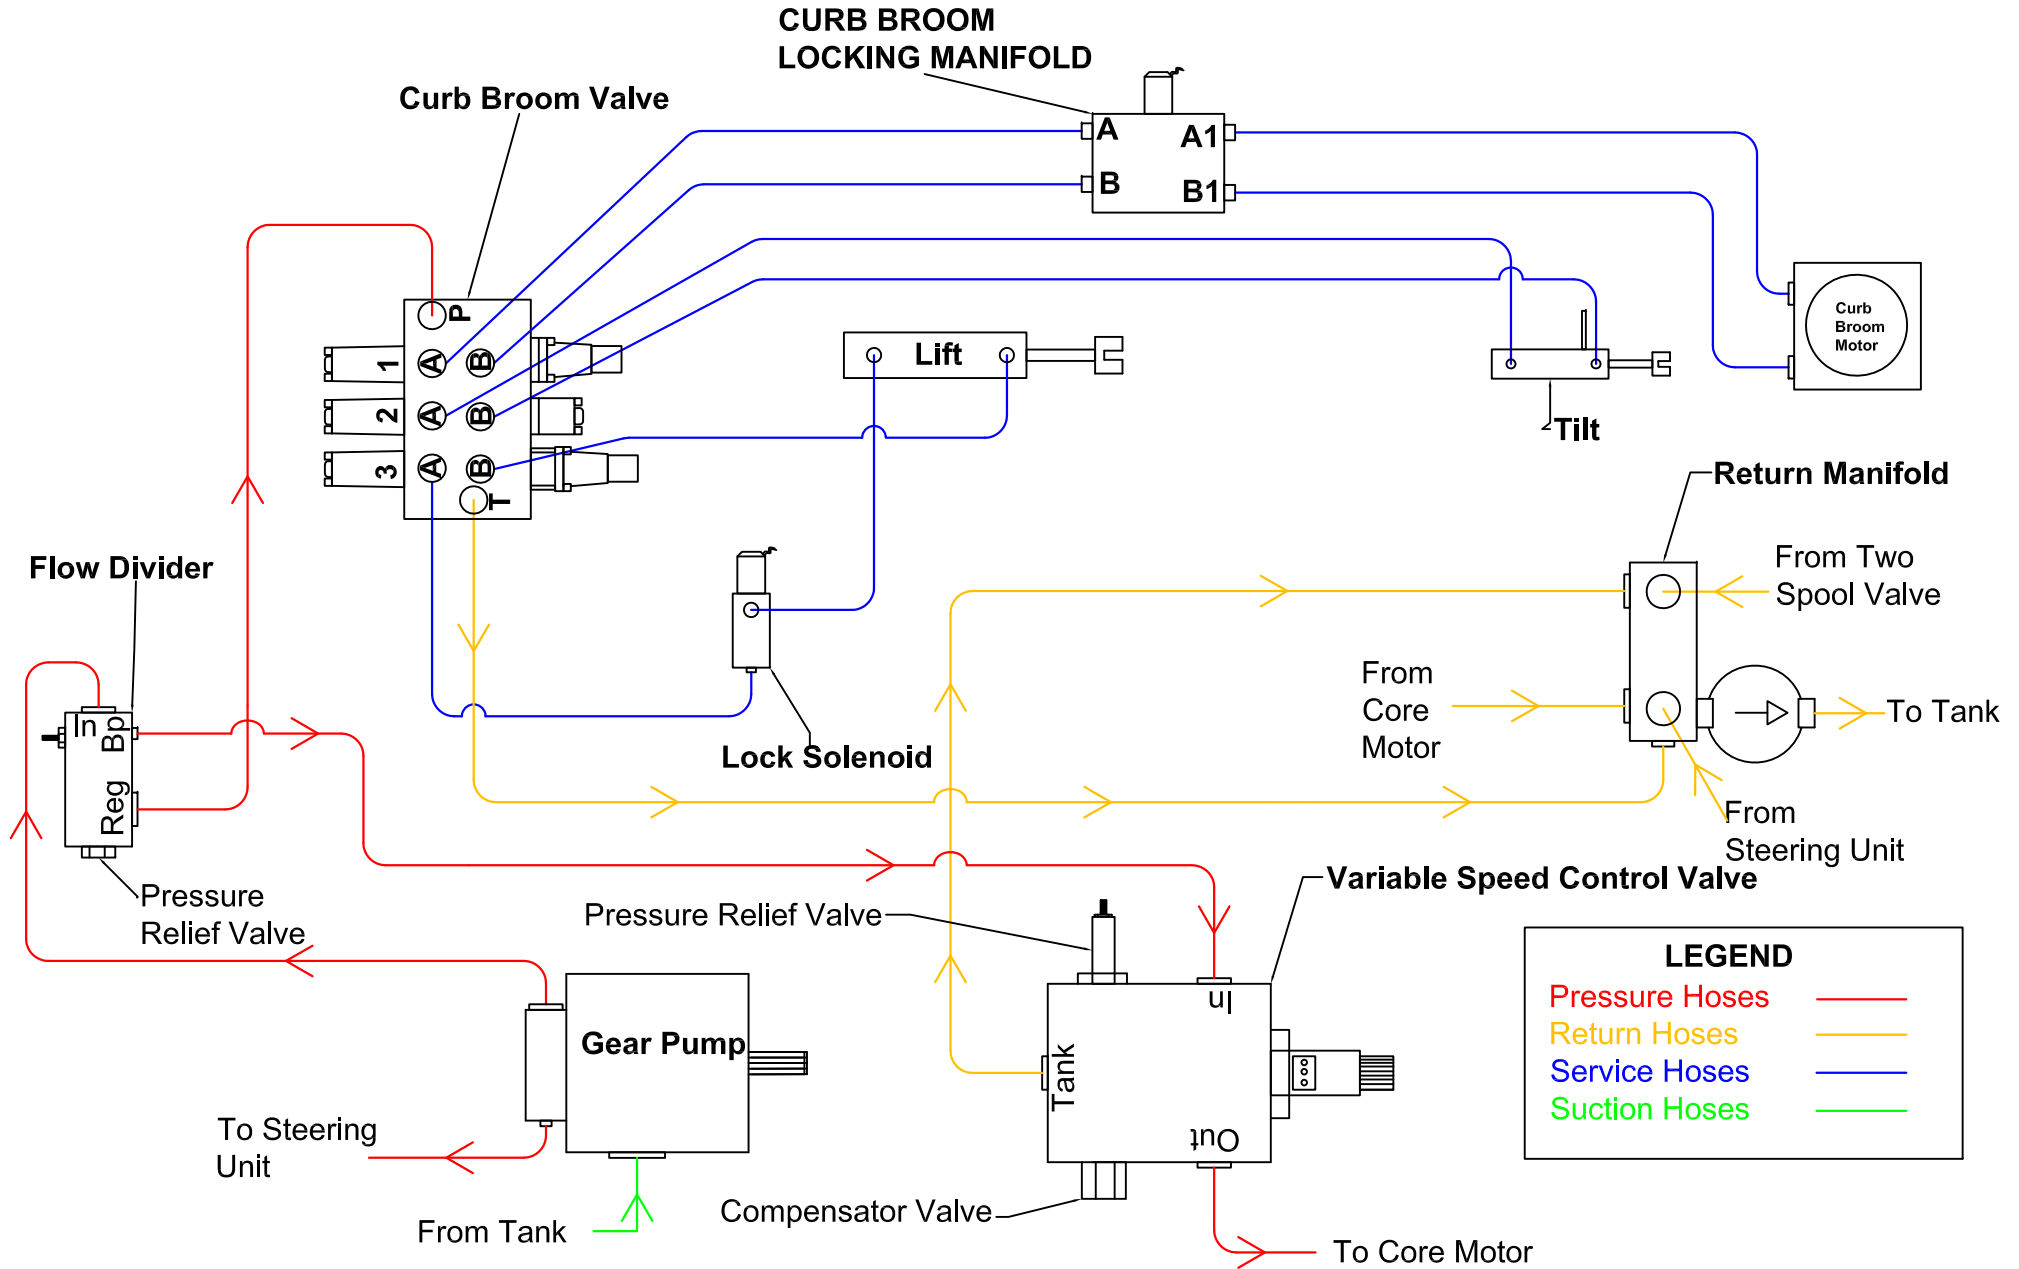 CURB BROOM
LOCKING MANIFOLD
Curb Broom Valve
A
A1
B
B1
P
1
A
B
2
A
B
3
A
B
T
Lift
Curb
Broom
Motor
Tilt
Return Manifold
From Two
Spool Valve
Flow Divider
From
Core
Motor
To Tank
In
Bp
Reg
Lock Solenoid
From
Steering Unit
Pressure
Relief Valve
Pressure Relief Valve
Variable Speed Control Valve
In
Tank
Out
Gear Pump
LEGEND
Pressure Hoses
Return Hoses
Service Hoses
Suction Hoses
To Steering
Unit
From Tank
Compensator Valve
To Core Motor